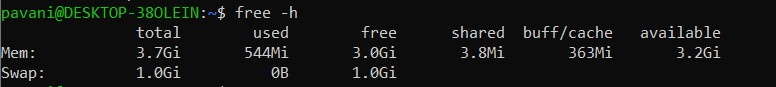 pavani@DESKTOP-38OLEIN:~$ free -h
total used free shared buff/cache available
Mem: 3.7Gi 544Mi 3.0Gi 3.8Mi 363Mi 3.2Gi
Swap: 1.0Gi 0B 1.0Gi